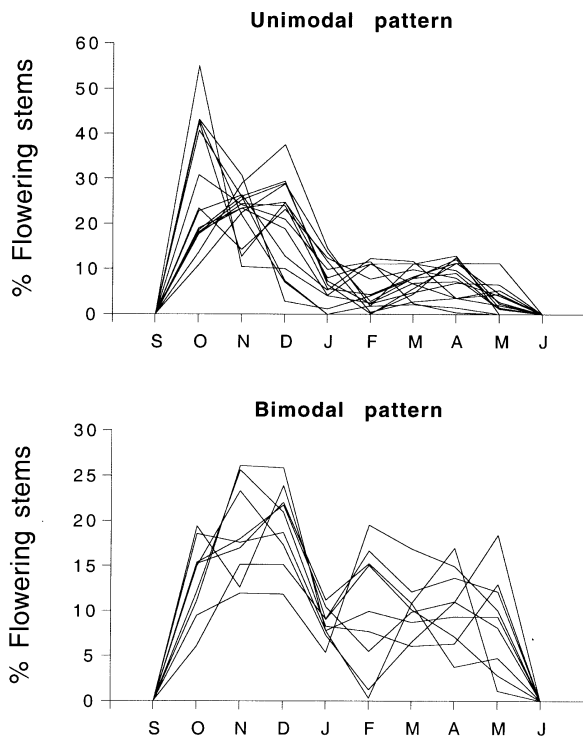 Unimodal pattern
60
50
40
30
20
10
0
% Flowering stems
S O N D J F M A M J
Bimodal pattern
30
25
20
15
10
5
0
% Flowering stems
S O N D J F M A M J